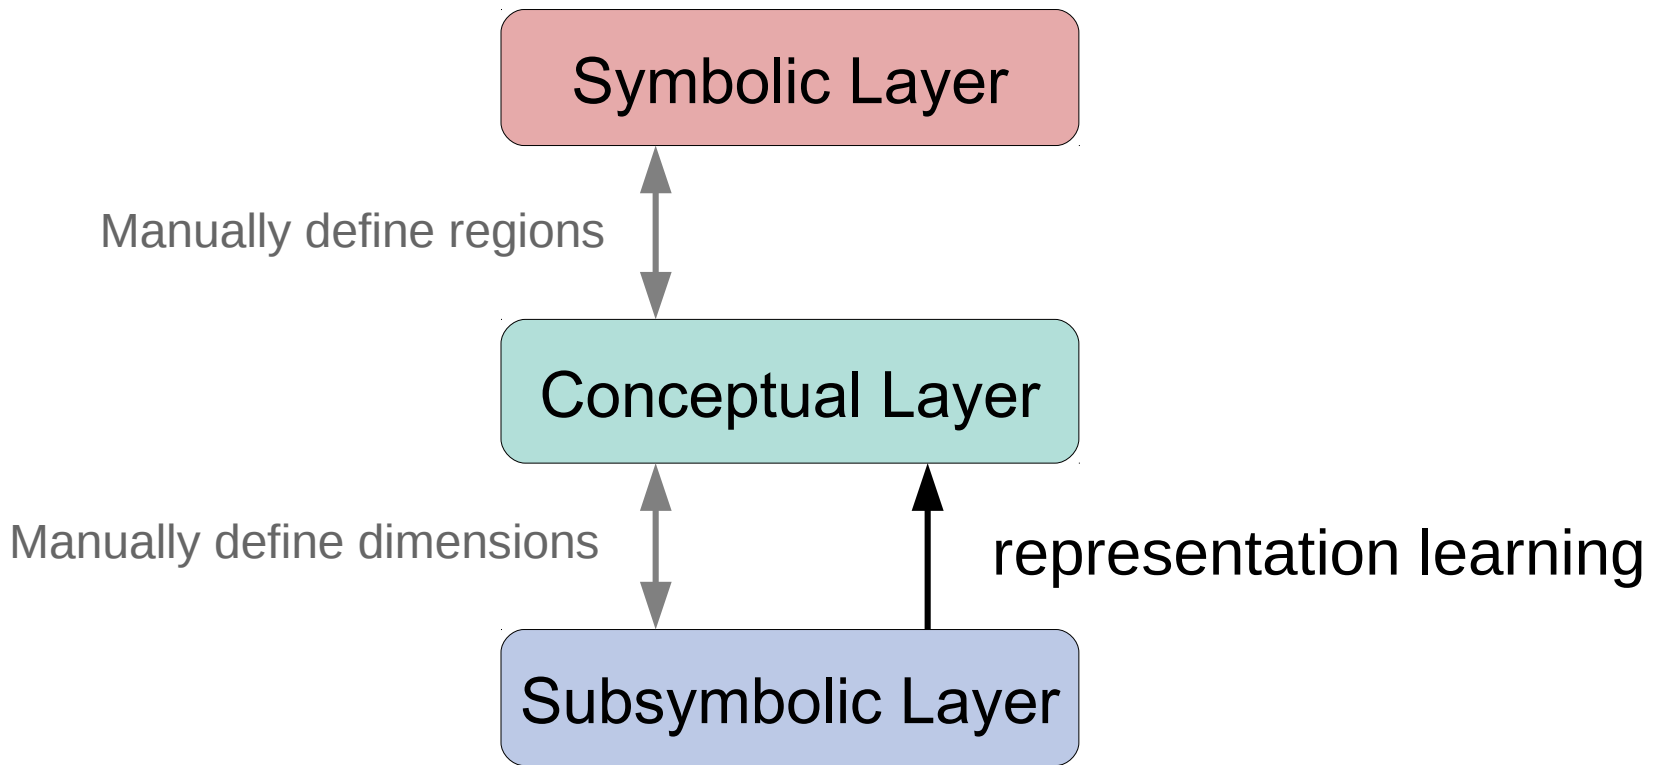 Symbolic Layer
Manually define regions
Conceptual Layer
Manually define dimensions
representation learning
Subsymbolic Layer